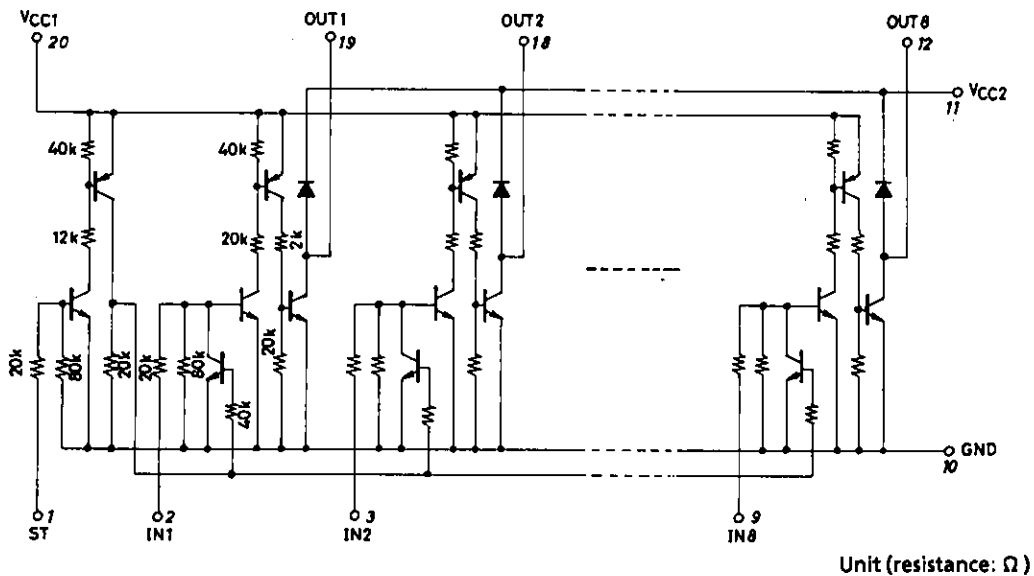 VCC1
20
OUT1
19
OUT2
18
OUT8
12
VCC2
11
40k
40k
12k
20k
2k
20k
80k
20k
20k
80k
20k
40k
GND
10
1
ST
2
IN1
3
IN2
9
IN8
Unit (resistance: Ω)